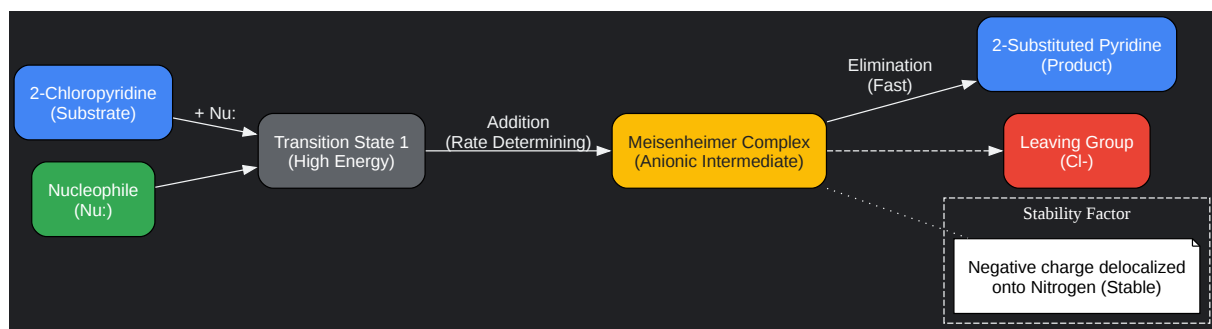 2-Chloropyridine
(Substrate)
+ Nu:
Nucleophile
(Nu:)
Transition State 1
(High Energy)
Addition
(Rate Determining)
Meisenheimer Complex
(Anionic Intermediate)
Elimination
(Fast)
2-Substituted Pyridine
(Product)
Leaving Group
(Cl-)
Stability Factor
Negative charge delocalized
onto Nitrogen (Stable)